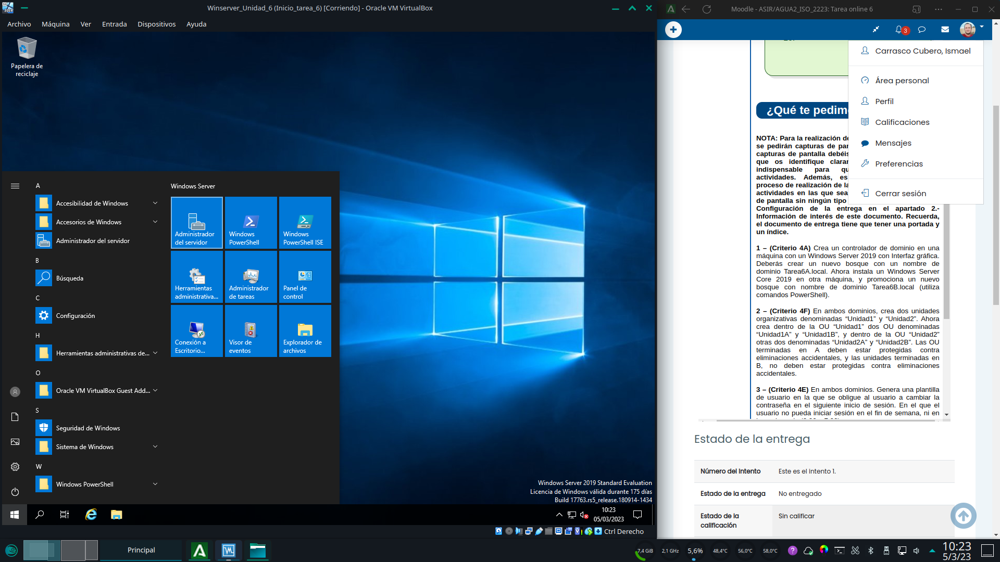 Winserver_Unidad_6 (Inicio_tarea_6) [Corriendo] - Oracle VM VirtualBox
Archivo Máquina Ver Entrada Dispositivos Ayuda
Papelera de
reciclaje
A
Accesibilidad de Windows
Accesorios de Windows
Administrador del servidor
B
Búsqueda
C
Configuración
H
Herramientas administrativas de...
O
Oracle VM VirtualBox Guest Add...
S
Seguridad de Windows
Sistema de Windows
W
Windows PowerShell
Windows Server
Administrador
del servidor
Windows
PowerShell
Windows
PowerShell ISE
Herramientas
administrativa...
Administrador
de tareas
Panel de
control
Conexión a
Escritorio...
Visor de
eventos
Explorador de
archivos
Windows Server 2019 Standard Evaluation
Licencia de Windows válida durante 175 días
Build 17763.rs5_release.180914-1434
10:23
05/03/2023
Ctrl Derecho
Moodle - ASIR/AGUA2_ISO_2223: Tarea online 6
3
Carrasco Cubero, Ismael
Área personal
Perfil
Calificaciones
Mensajes
Preferencias
Cerrar sesión
¿Qué te pedim
NOTA: Para la realización de
se pedirán capturas de pan
capturas de pantalla debéis
que os identifique claram
indispensable para qu
actividades. Además, es
proceso de realización de la
actividades en las que sea
de pantalla sin ningún tipo
Configuración de la entrega en el apartado 2.-
Información de interés de este documento. Recuerda,
el documento de entrega tiene que tener una portada y
un índice.
1 – (Criterio 4A) Crea un controlador de dominio en una
máquina con un Windows Server 2019 con Interfaz gráfica.
Deberás crear un nuevo bosque con un nombre de
dominio Tarea6A.local. Ahora instala un Windows Server
Core 2019 en otra máquina, y promociona un nuevo
bosque con nombre de dominio Tarea6B.local (utiliza
comandos PowerShell).
2 – (Criterio 4F) En ambos dominios, crea dos unidades
organizativas denominadas “Unidad1” y “Unidad2”. Ahora
crea dentro de la OU “Unidad1” dos OU denominadas
“Unidad1A” y “Unidad1B”, y dentro de la OU “Unidad2”
otras dos denominadas “Unidad2A” y “Unidad2B”. Las OU
terminadas en A deben estar protegidas contra
eliminaciones accidentales, y las unidades terminadas en
B, no deben estar protegidas contra eliminaciones
accidentales.
3 – (Criterio 4E) En ambos dominios. Genera una plantilla
de usuario en la que se obligue al usuario a cambiar la
contraseña en el siguiente inicio de sesión. En el que el
usuario no pueda iniciar sesión en el fin de semana, ni en
Estado de la entrega
Número del intento Este es el intento 1.
Estado de la entrega No entregado
Estado de la
calificación
Sin calificar
Principal
7,4 GiB
2,1 GHz
5,6%
48,4°C
56,0°C
58,0°C
10:23
5/3/23